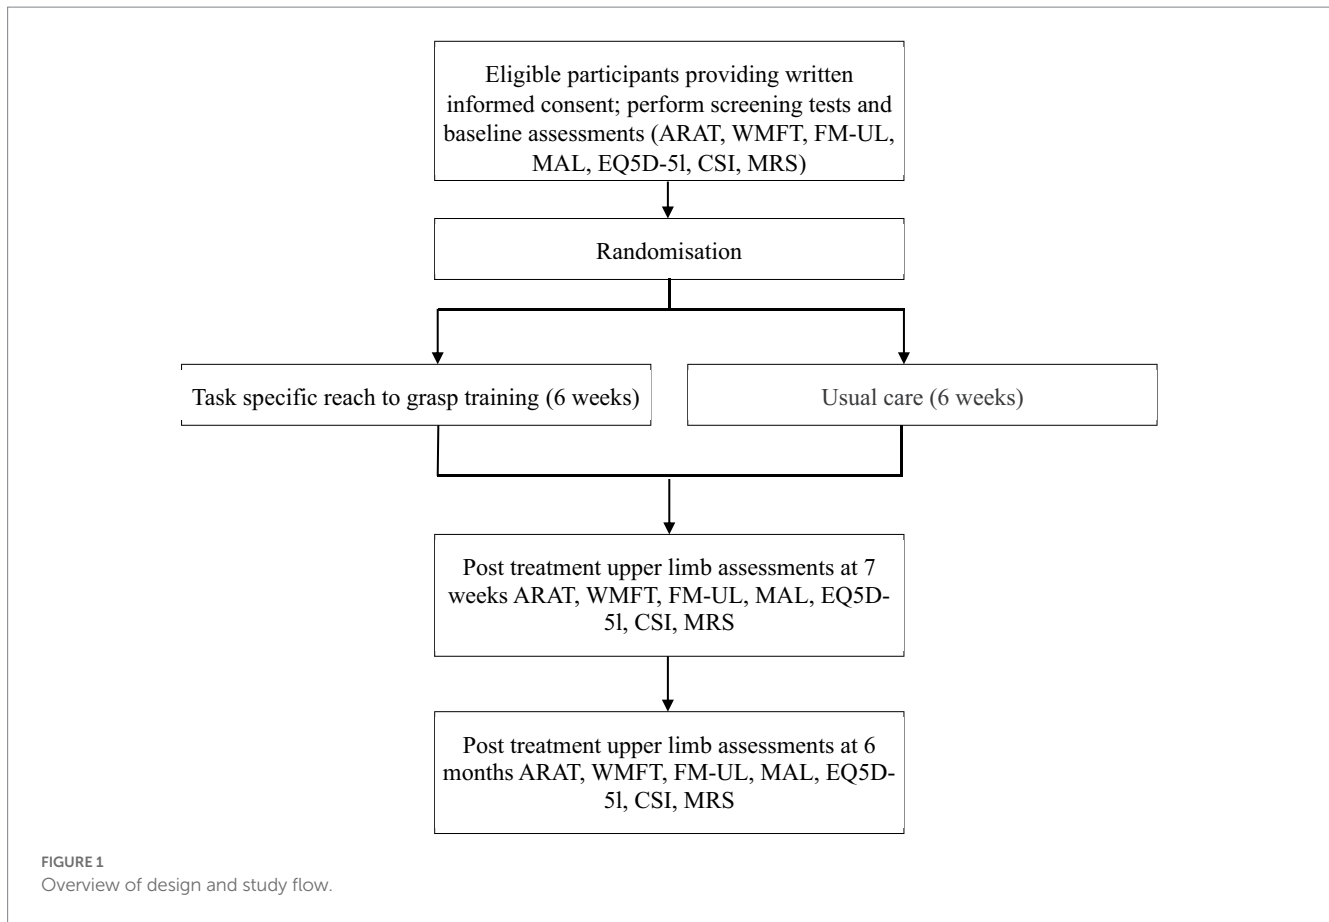 Eligible participants providing written
informed consent; perform screening tests and
baseline assessments (ARAT, WMFT, FM-UL,
MAL, EQ5D-5l, CSI, MRS)
Randomisation
Task specific reach to grasp training (6 weeks)
Usual care (6 weeks)
Post treatment upper limb assessments at 7
weeks ARAT, WMFT, FM-UL, MAL, EQ5D-
5l, CSI, MRS
Post treatment upper limb assessments at 6
months ARAT, WMFT, FM-UL, MAL, EQ5D-
5l, CSI, MRS
FIGURE 1
Overview of design and study flow.